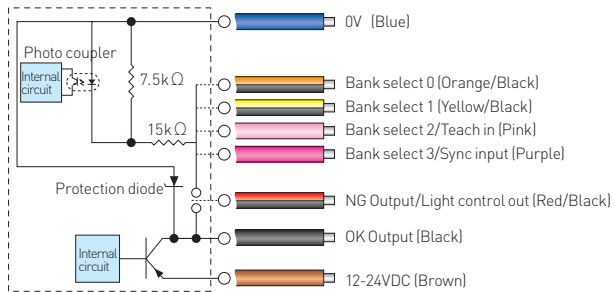 0V (Blue)
Photo coupler
Internal
circuit
7.5kΩ
Bank select 0 (Orange/Black)
Bank select 1 (Yellow/Black)
15kΩ
Bank select 2/Teach in (Pink)
Bank select 3/Sync input (Purple)
Protection diode
NG Output/Light control out (Red/Black)
OK Output (Black)
Internal
circuit
12-24VDC (Brown)